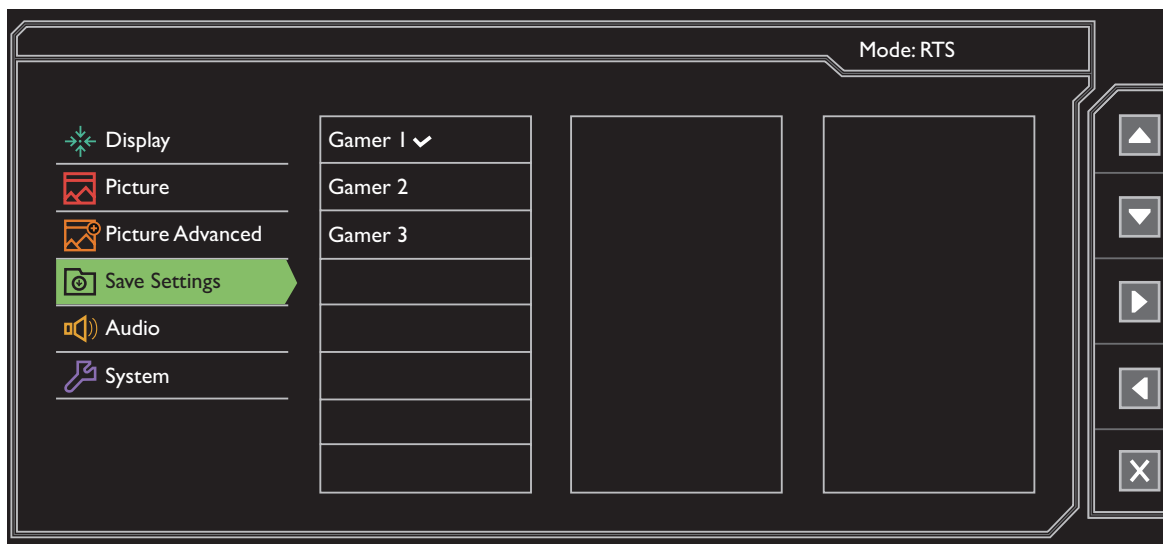 Mode: RTS
Display
Picture
Picture Advanced
Save Settings
Audio
System
Gamer 1
Gamer 2
Gamer 3